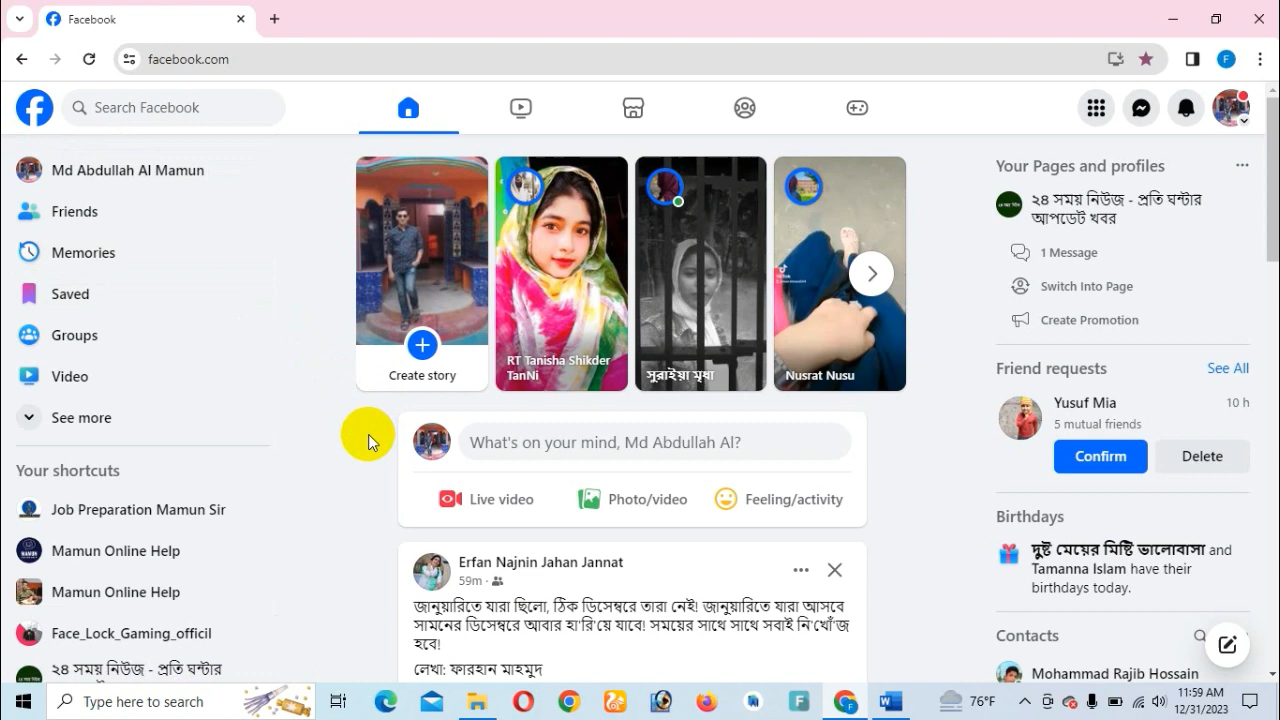 Facebook
facebook.com
Search Facebook
Md Abdullah Al Mamun
Friends
Memories
Saved
Groups
Video
See more
Your shortcuts
Job Preparation Mamun Sir
Mamun Online Help
Mamun Online Help
Face_Lock_Gaming_officil
২৪ সময় নিউজ - প্রতি ঘন্টার
Create story
RT Tanisha Shikder
TanNi
সুরাইয়া মৃধা
Nusrat Nusu
What's on your mind, Md Abdullah Al?
Live video
Photo/video
Feeling/activity
Erfan Najnin Jahan Jannat
59m
জানুয়ারিতে যারা ছিলো, ঠিক ডিসেম্বরে তারা নেই! জানুয়ারিতে যারা আসবে
সামনের ডিসেম্বরে আবার হা'রি'য়ে যাবে! সময়ের সাথে সাথে সবাই নি'খোঁ'জ
হবে!
লেখা: ফারহান মাহমুদ
Your Pages and profiles
২৪ সময় নিউজ - প্রতি ঘন্টার
আপডেট খবর
1 Message
Switch Into Page
Create Promotion
Friend requests See All
Yusuf Mia 10 h
5 mutual friends
Confirm Delete
Birthdays
দুষ্ট মেয়ের মিষ্টি ভালোবাসা and
Tamanna Islam have their
birthdays today.
Contacts
Mohammad Rajib Hossain
Type here to search
76°F
11:59 AM
12/31/2023